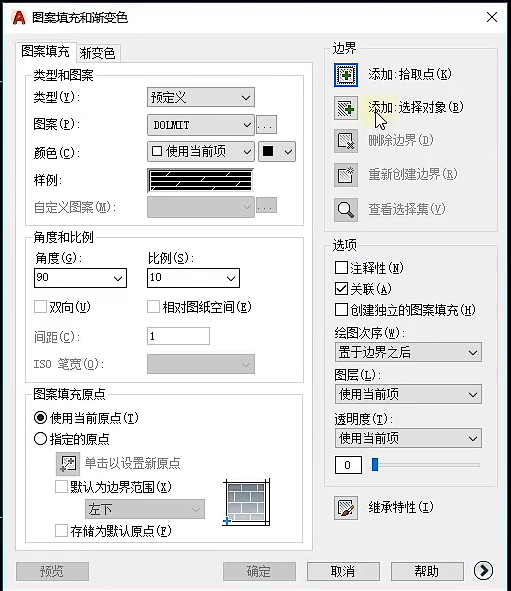 A 图案填充和渐变色
图案填充 渐变色
类型和图案
类型(Y): 预定义
图案(P): DOLMIT ...
颜色(C): 使用当前项
样例:
自定义图案(M): ...
角度和比例
角度(G): 比例(S):
90 10
双向(U) 相对图纸空间(E)
间距(C): 1
ISO 笔宽(O):
图案填充原点
使用当前原点(T)
指定的原点
单击以设置新原点
默认为边界范围(X)
左下
存储为默认原点(F)
边界
添加:拾取点(K)
添加:选择对象(B)
删除边界(D)
重新创建边界(R)
查看选择集(V)
选项
注释性(N)
关联(A)
创建独立的图案填充(H)
绘图次序(W):
置于边界之后
图层(L):
使用当前项
透明度(T):
使用当前项
0
继承特性(I)
预览 确定 取消 帮助